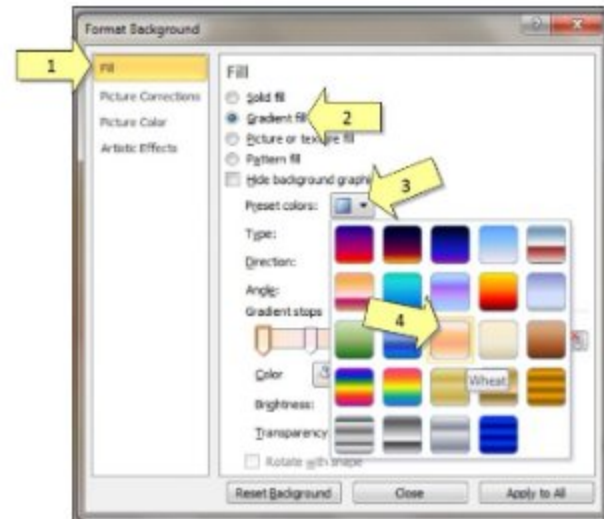 Format Background
1
Fill
Picture Corrections
Picture Color
Artistic Effects
Fill
Solid fill
Gradient fill
2
Picture or texture fill
Pattern fill
Hide background
3
Preset colors:
Type:
Direction:
Angle:
Gradient stops
4
Color
Wheat
Brightness:
Transparency
Rotate with shape
Reset Background
Close
Apply to All